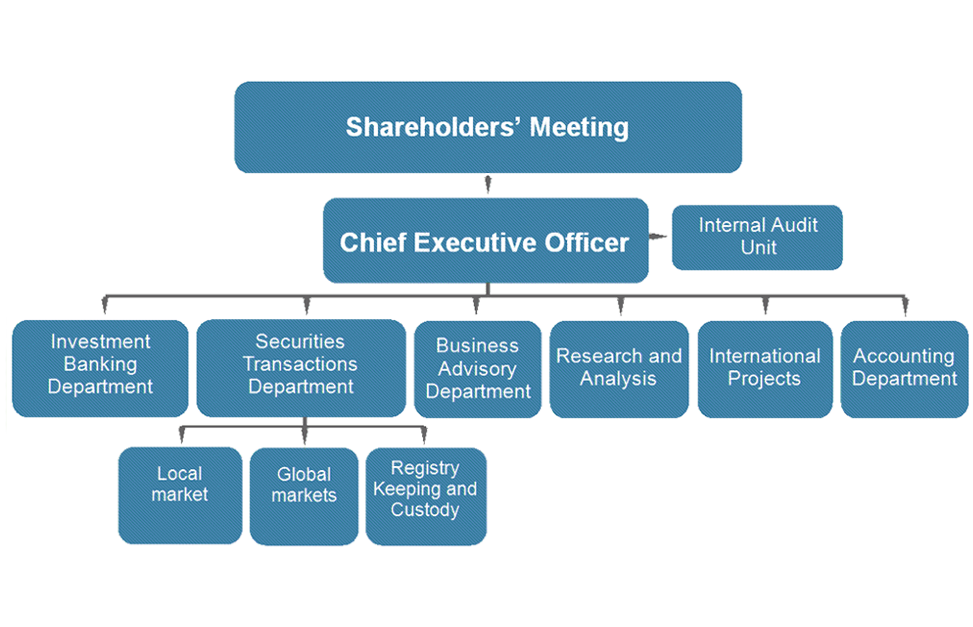 Shareholders’ Meeting
Chief Executive Officer
Internal Audit
Unit
Investment
Banking
Department
Securities
Transactions
Department
Business
Advisory
Department
Research and
Analysis
International
Projects
Accounting
Department
Local
market
Global
markets
Registry
Keeping and
Custody